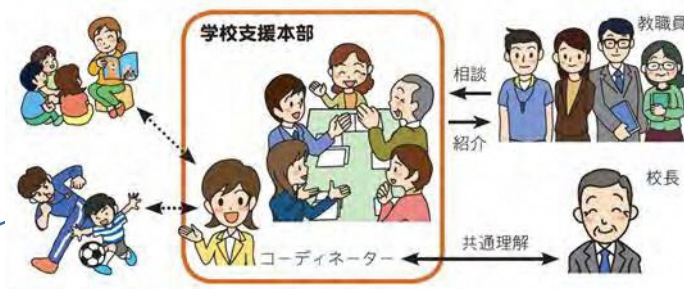 学校支援本部
教職員
相談
紹介
校長
コーディネーター
共通理解